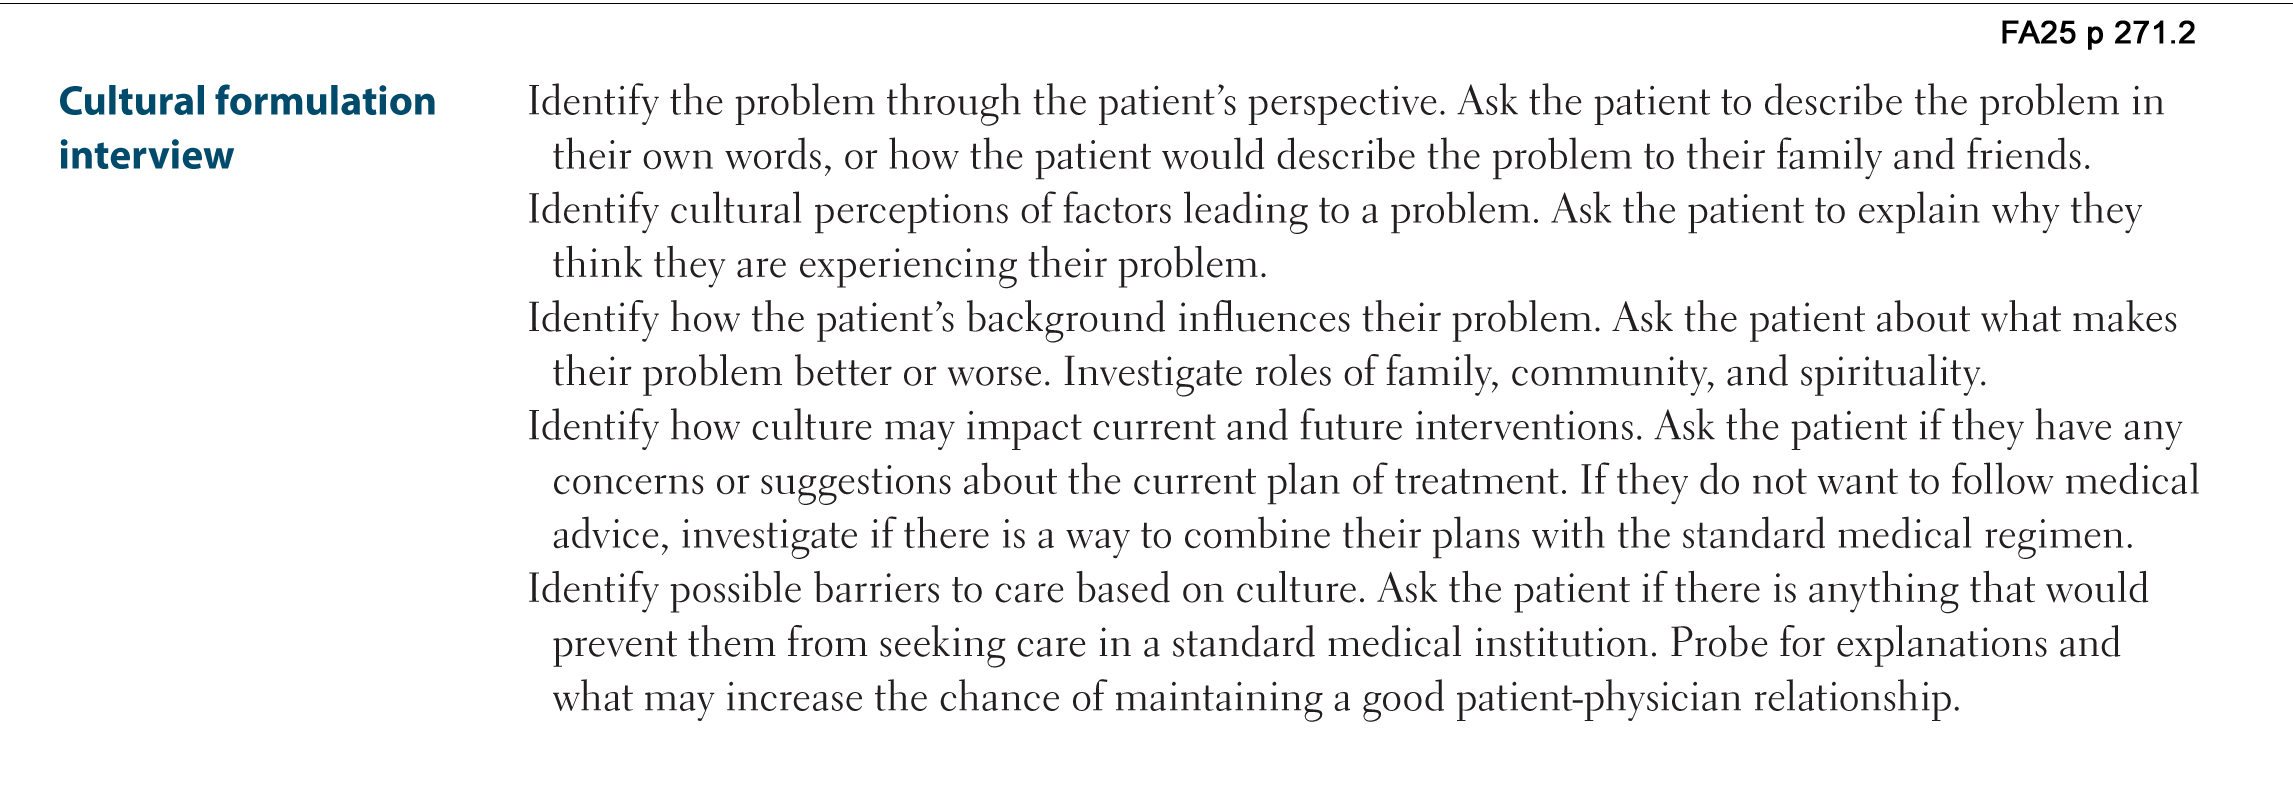 FA25 p 271.2
Cultural formulation
interview
Identify the problem through the patient’s perspective. Ask the patient to describe the problem in
their own words, or how the patient would describe the problem to their family and friends.
Identify cultural perceptions of factors leading to a problem. Ask the patient to explain why they
think they are experiencing their problem.
Identify how the patient’s background influences their problem. Ask the patient about what makes
their problem better or worse. Investigate roles of family, community, and spirituality.
Identify how culture may impact current and future interventions. Ask the patient if they have any
concerns or suggestions about the current plan of treatment. If they do not want to follow medical
advice, investigate if there is a way to combine their plans with the standard medical regimen.
Identify possible barriers to care based on culture. Ask the patient if there is anything that would
prevent them from seeking care in a standard medical institution. Probe for explanations and
what may increase the chance of maintaining a good patient-physician relationship.